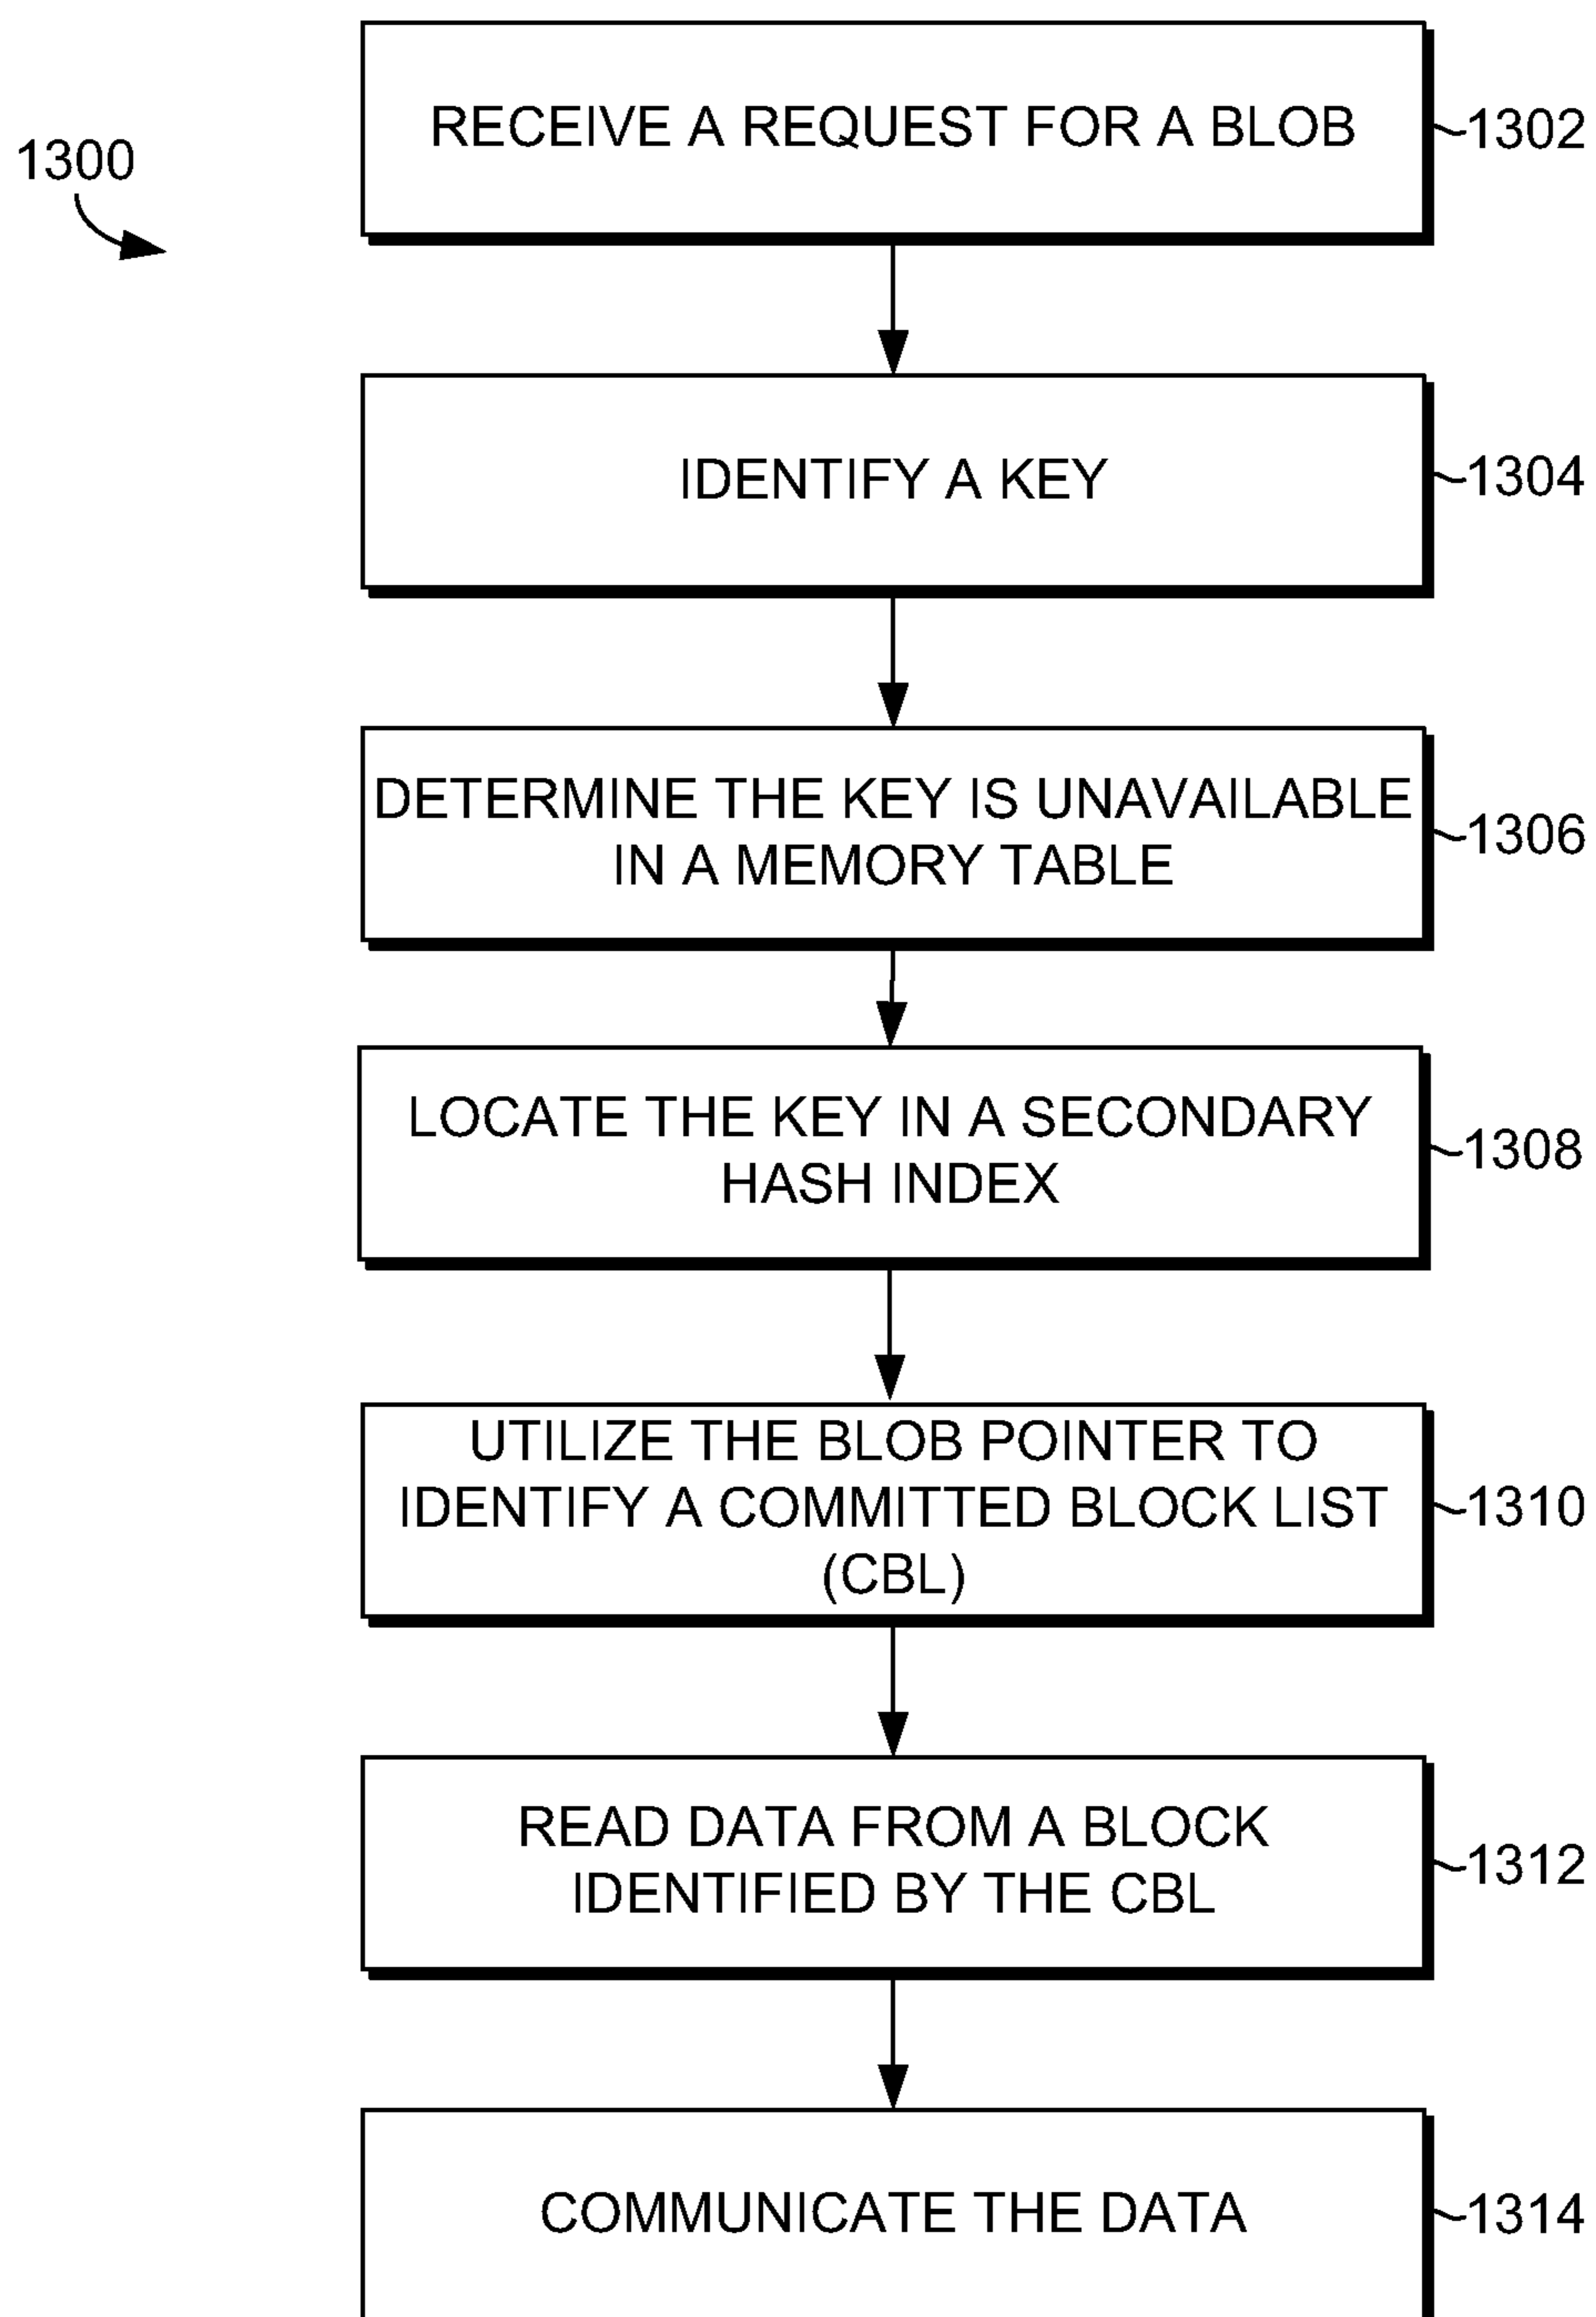 RECEIVE A REQUEST FOR A BLOB
1302
1300
IDENTIFY A KEY
1304
DETERMINE THE KEY IS UNAVAILABLE
IN A MEMORY TABLE
1306
LOCATE THE KEY IN A SECONDARY
HASH INDEX
1308
UTILIZE THE BLOB POINTER TO
IDENTIFY A COMMITTED BLOCK LIST
(CBL)
1310
READ DATA FROM A BLOCK
IDENTIFIED BY THE CBL
1312
COMMUNICATE THE DATA
1314